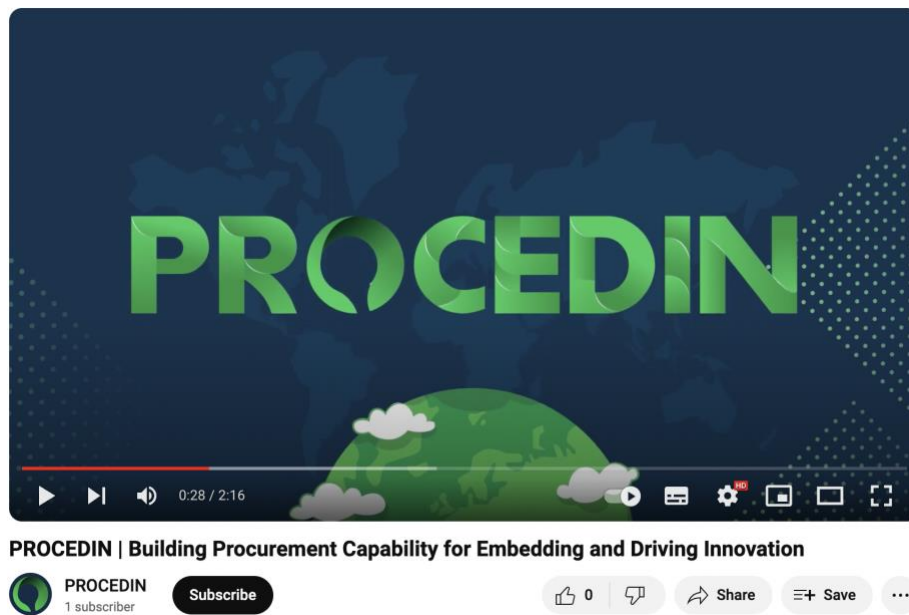 PROCEDIN
0:28 / 2:16
HD
PROCEDIN | Building Procurement Capability for Embedding and Driving Innovation
PROCEDIN
1 subscriber
Subscribe
0
Share
Save